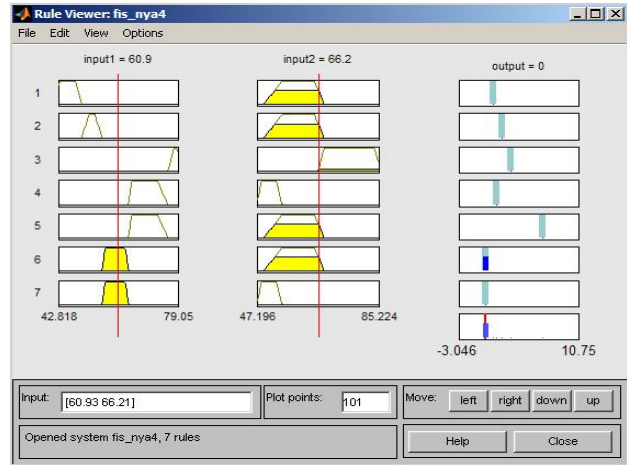 Rule Viewer: fis_nya4
File Edit View Options
input1 = 60.9
input2 = 66.2
output = 0
1
2
3
4
5
6
7
42.818 79.05
47.196 85.224
-3.046 10.75
Input: [60.93 66.21]
Plot points: 101
Move: left right down up
Opened system fis_nya4, 7 rules
Help Close